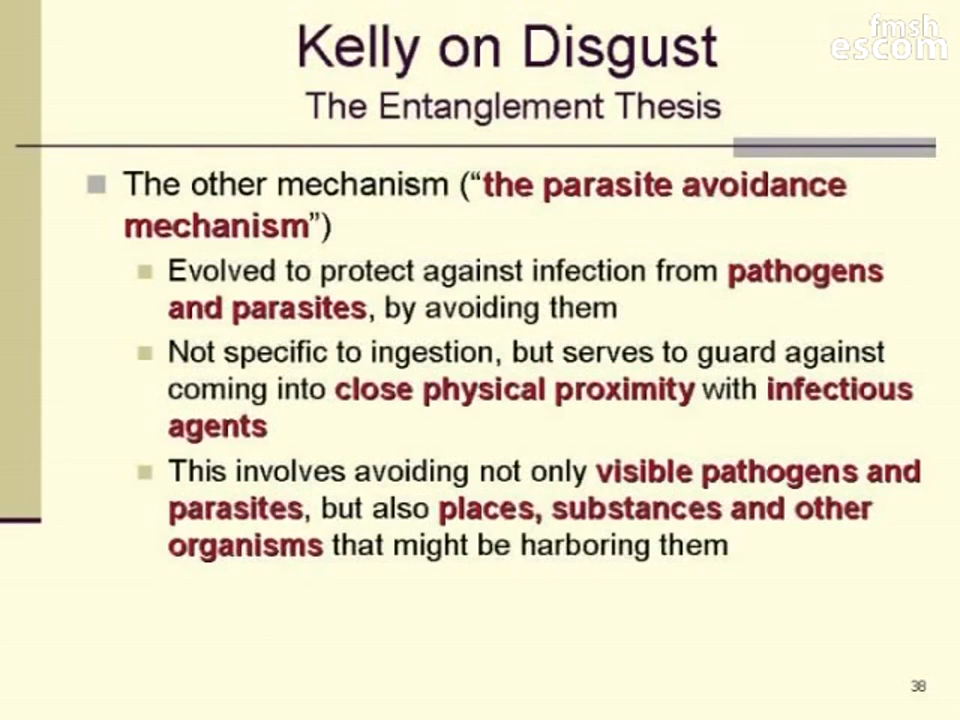 fmsh
escom
Kelly on Disgust
The Entanglement Thesis
The other mechanism (“the parasite avoidance
mechanism”)
Evolved to protect against infection from pathogens
and parasites, by avoiding them
Not specific to ingestion, but serves to guard against
coming into close physical proximity with infectious
agents
This involves avoiding not only visible pathogens and
parasites, but also places, substances and other
organisms that might be harboring them
38